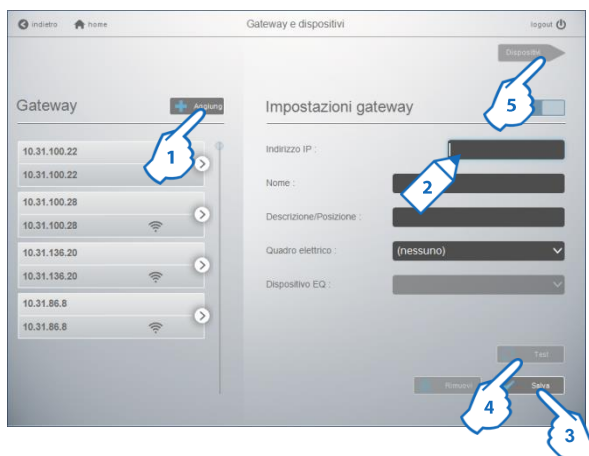 indietro home Gateway e dispositivi logout
Dispositivi
Gateway Aggiung Impostazioni gateway
5
1
10.31.100.22
10.31.100.22
10.31.100.28
10.31.100.28
10.31.136.20
10.31.136.20
10.31.86.8
10.31.86.8
Indirizzo IP :
2
Nome :
Descrizione/Posizione :
Quadro elettrico : (nessuno)
Dispositivo EQ :
Test
Rimuovi Salva
4
3